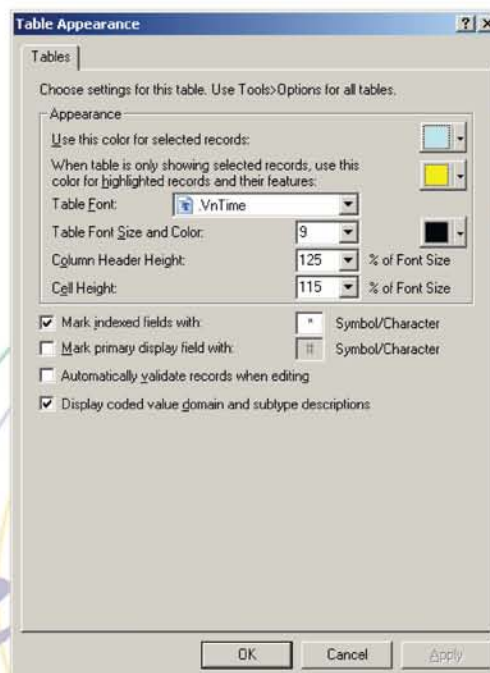 Table Appearance
Tables
Choose settings for this table. Use Tools>Options for all tables.
Appearance
Use this color for selected records:
When table is only showing selected records, use this
color for highlighted records and their features:
Table Font: .VnTime
Table Font Size and Color: 9
Column Header Height: 125 % of Font Size
Cell Height: 115 % of Font Size
Mark indexed fields with: * Symbol/Character
Mark primary display field with: # Symbol/Character
Automatically validate records when editing
Display coded value domain and subtype descriptions
OK Cancel Apply